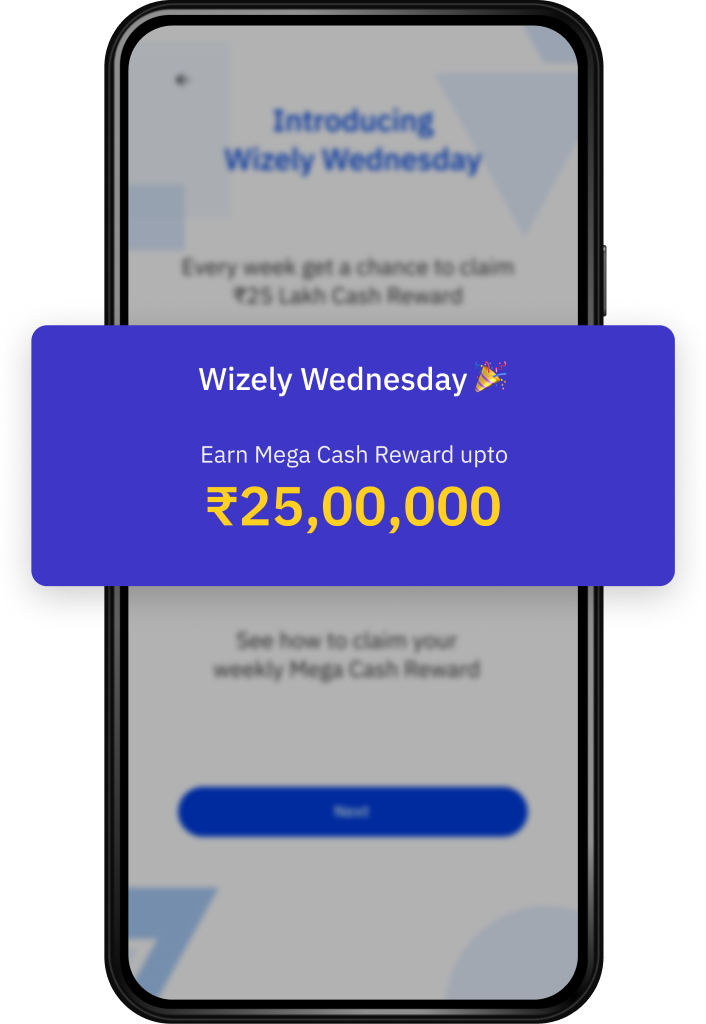 Introducing
Wizely Wednesday
Every week get a chance to claim
₹25 Lakh Cash Reward
Wizely Wednesday 🎉
Earn Mega Cash Reward upto
₹25,00,000
See how to claim your
weekly Mega Cash Reward
Next